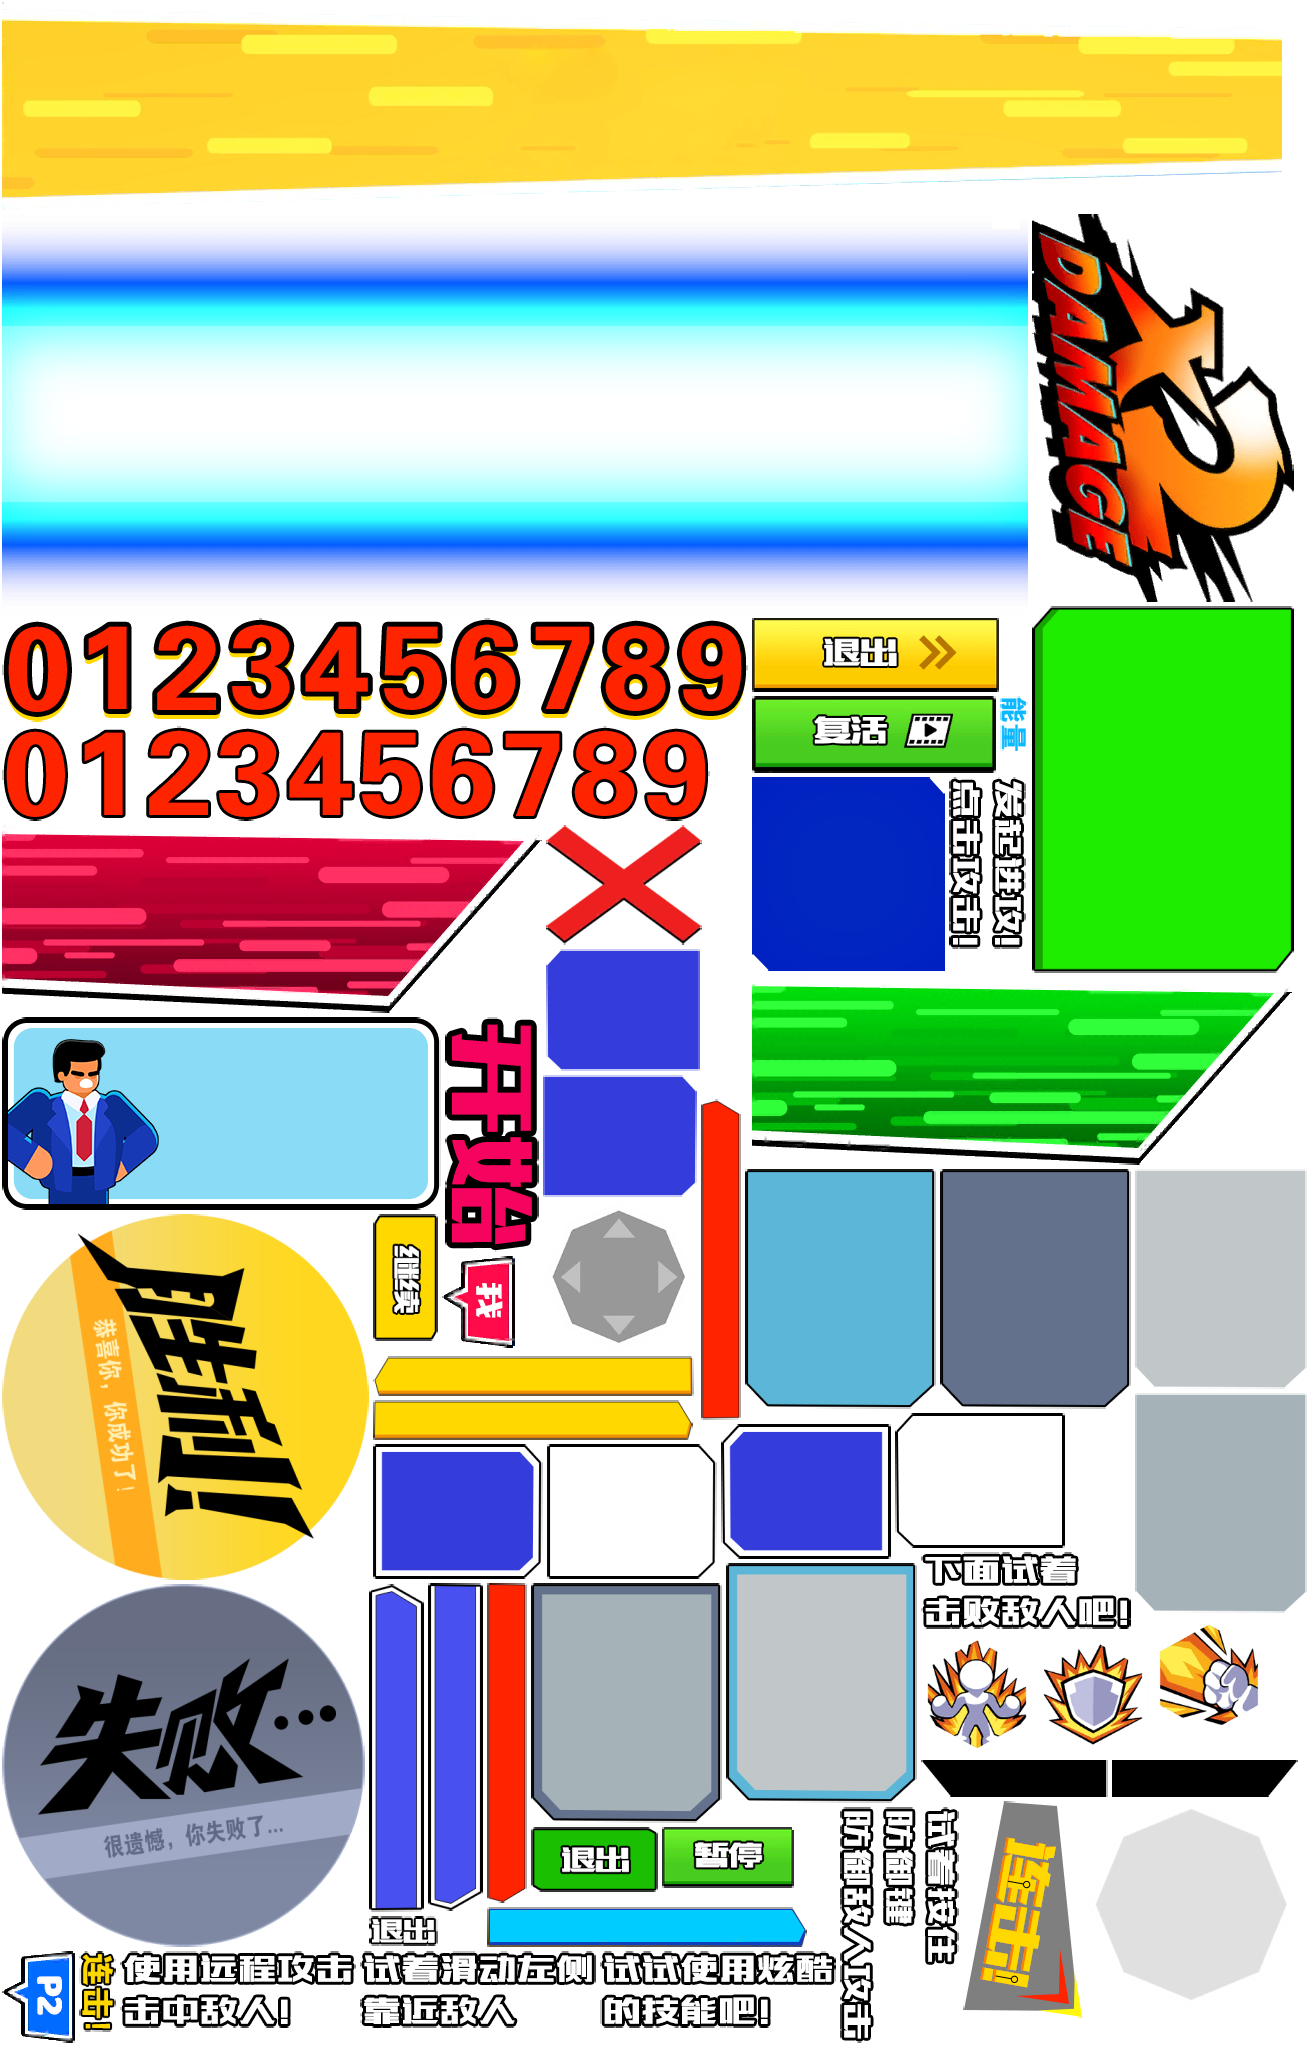 X2
DAMAGE
0123456789
退出
复活
能量
0123456789
发起进攻!
点击攻击!
开始
继续
我
胜利!
恭喜你，你成功了!
下面试着
击败敌人吧!
失败...
很遗憾，你失败了...
退出
暂停
试着按住
防御键
防御敌人攻击
连击!
退出
P2
连击!
使用远程攻击
击中敌人!
试着滑动左侧
靠近敌人
试试使用炫酷
的技能吧!